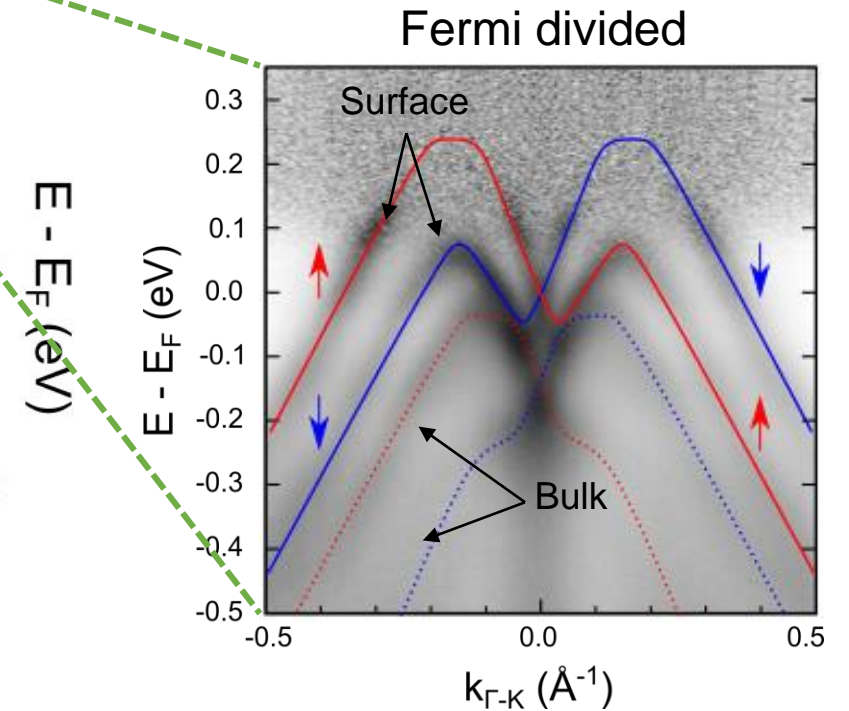 Fermi divided
E - E_F (eV)
E - E_F (eV)
0.3
0.2
0.1
0.0
-0.1
-0.2
-0.3
-0.4
-0.5
Surface
Bulk
-0.5 0.0 0.5
k_Γ-K (Å⁻¹)